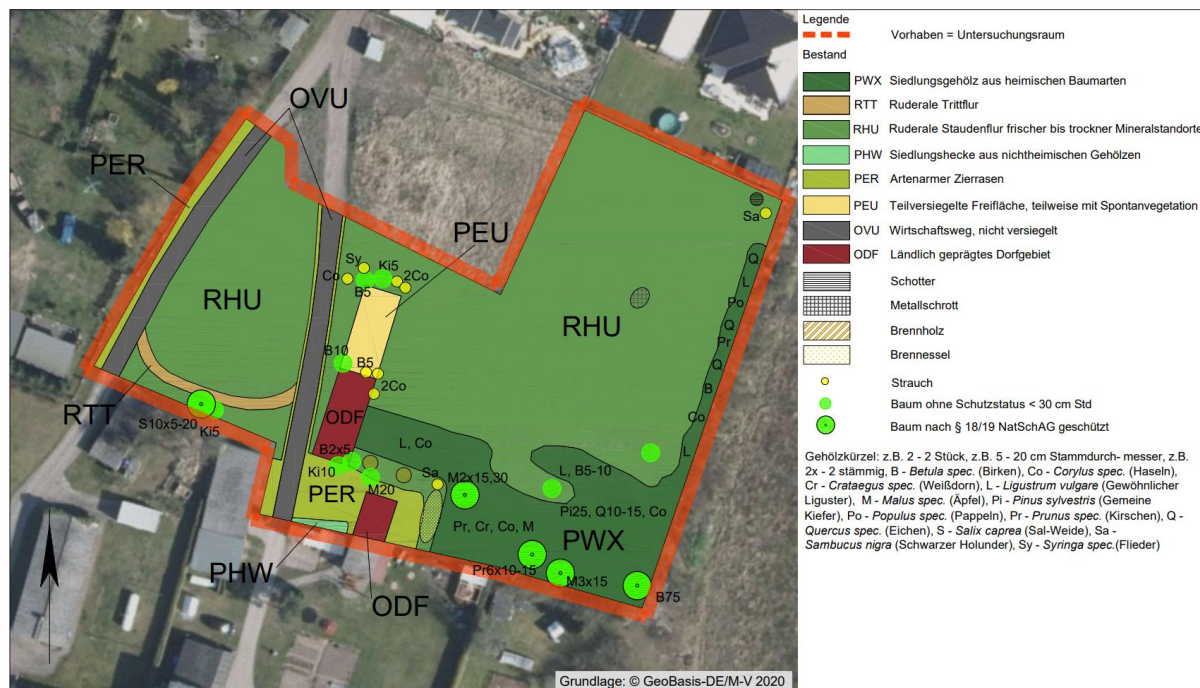 OVU
PER
PEU
Sa
Sy
Co
Ki5
2Co
B5
Q
L
Po
Q
Pr
Q
B
Co
L
RHU
RHU
B10
B5
2Co
RTT
S10x5-20
Ki5
ODF
L, Co
B2x5
Ki10
PER
M20
Sa
M2x15,30
L, B5-10
Pi25, Q10-15, Co
Pr, Cr, Co, M
PWX
PHW
ODF
Pr6x10-15
M3x15
B75
Grundlage: © GeoBasis-DE/M-V 2020
Legende
Vorhaben = Untersuchungsraum
Bestand
PWX Siedlungsgehölz aus heimischen Baumarten
RTT Ruderale Trittflur
RHU Ruderale Staudenflur frischer bis trockner Mineralstandorte
PHW Siedlungshecke aus nichtheimischen Gehölzen
PER Artenarmer Zierrasen
PEU Teilversiegelte Freifläche, teilweise mit Spontanvegetation
OVU Wirtschaftsweg, nicht versiegelt
ODF Ländlich geprägtes Dorfgebiet
Schotter
Metallschrott
Brennholz
Brennessel
Strauch
Baum ohne Schutzstatus < 30 cm Std
Baum nach § 18/19 NatSchAG geschützt
Gehölzkürzel: z.B. 2 - 2 Stück, z.B. 5 - 20 cm Stammdurch- messer, z.B.
2x - 2 stämmig, B - Betula spec. (Birken), Co - Corylus spec. (Haseln),
Cr - Crataegus spec. (Weißdorn), L - Ligustrum vulgare (Gewöhnlicher
Liguster), M - Malus spec. (Äpfel), Pi - Pinus sylvestris (Gemeine
Kiefer), Po - Populus spec. (Pappeln), Pr - Prunus spec. (Kirschen), Q -
Quercus spec. (Eichen), S - Salix caprea (Sal-Weide), Sa -
Sambucus nigra (Schwarzer Holunder), Sy - Syringa spec.(Flieder)